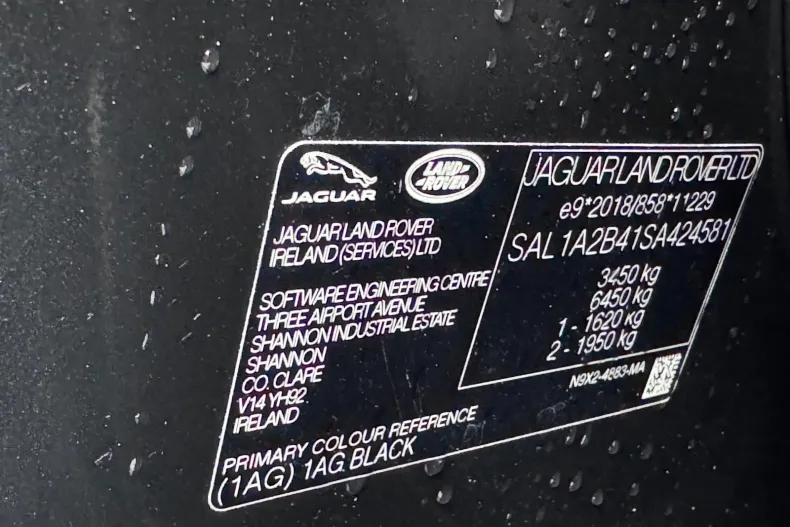 JAGUAR
LAND
ROVER
JAGUAR LAND ROVER
IRELAND (SERVICES) LTD
SOFTWARE ENGINEERING CENTRE
THREE AIRPORT AVENUE
SHANNON INDUSTRIAL ESTATE
SHANNON
CO. CLARE
V14 YH92
IRELAND
PRIMARY COLOUR REFERENCE
(1AG) 1AG BLACK
JAGUAR LAND ROVER LTD
e9*2018/858*11229
SAL1A2B41SA424581
3450 kg
6450 kg
1 - 1620 kg
2 - 1950 kg
N9X2-4883-MA